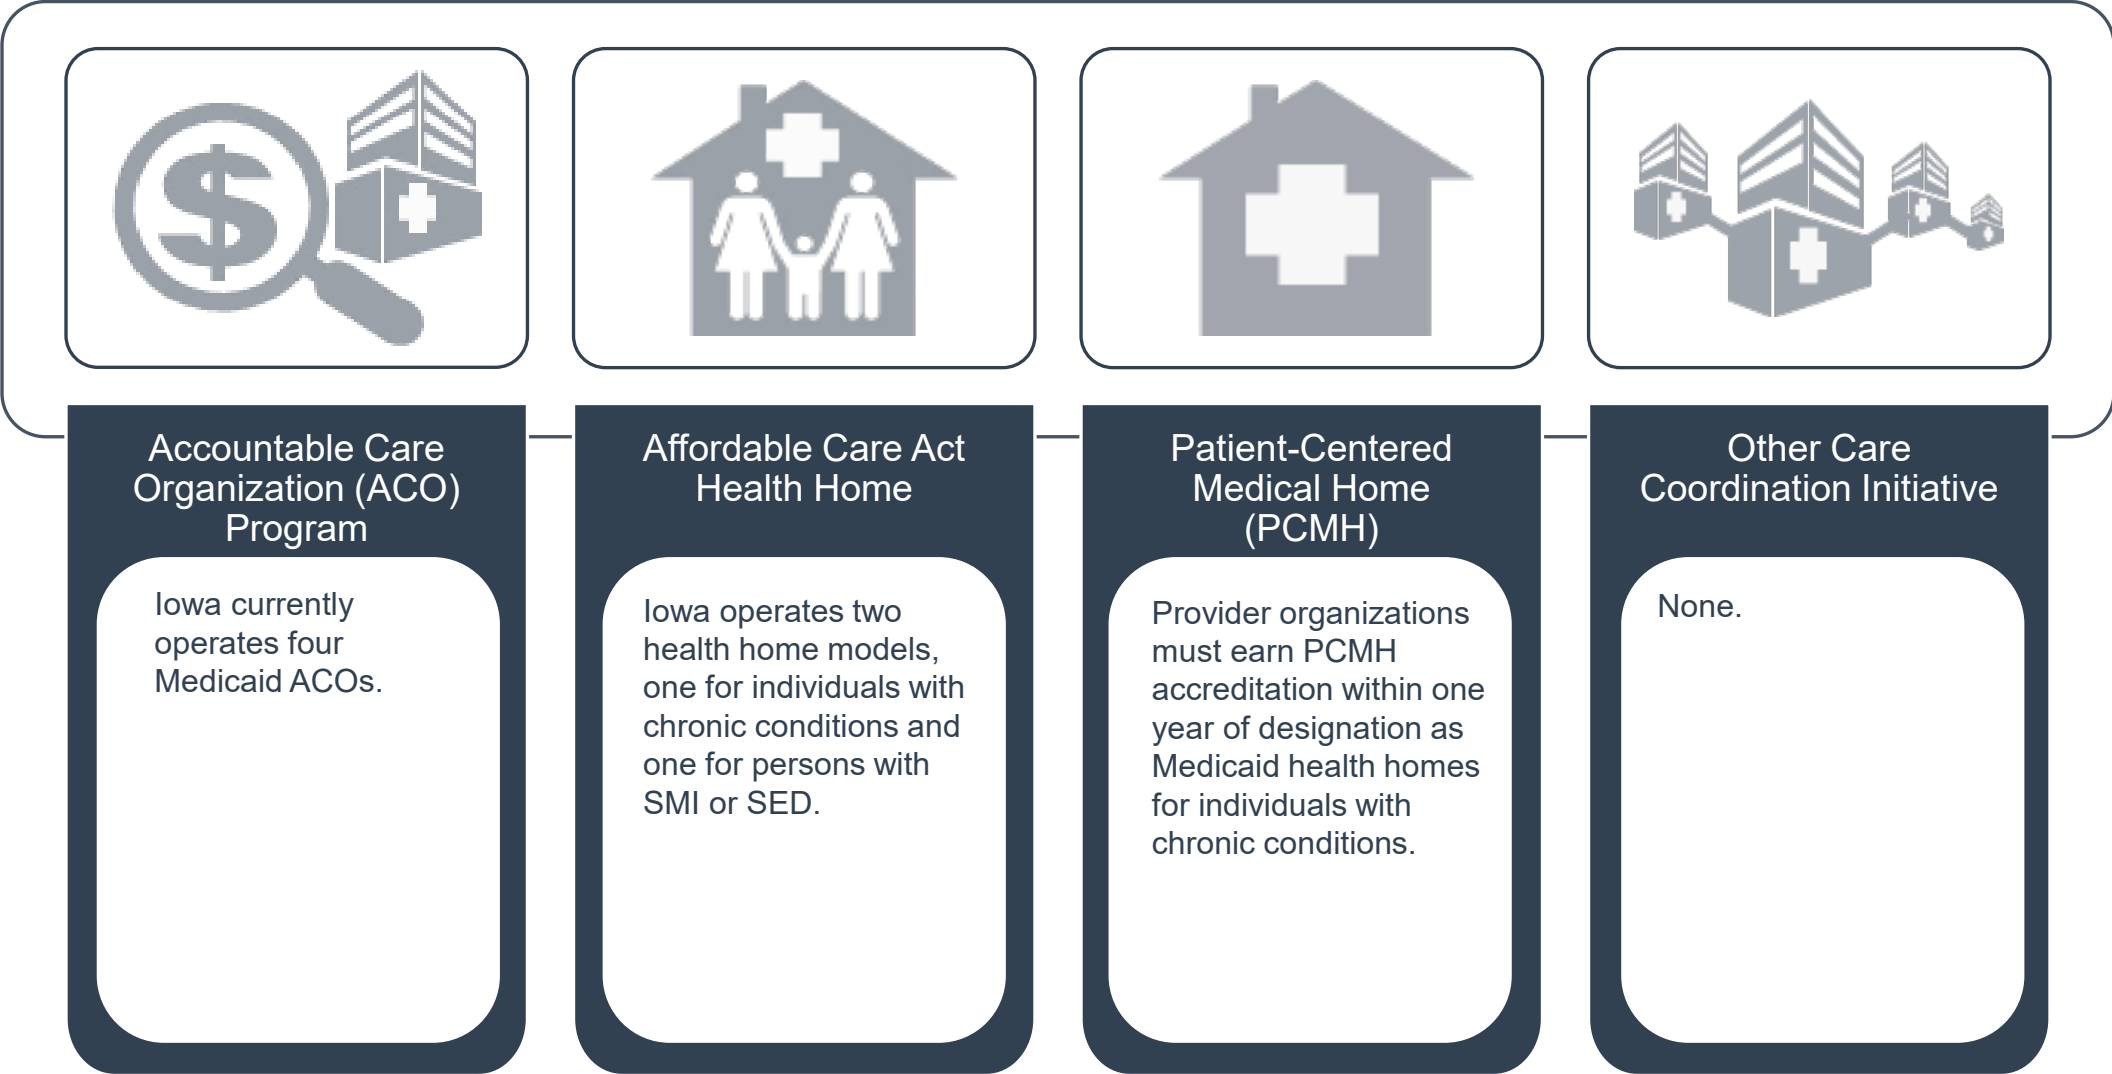 Accountable Care
Organization (ACO)
Program
Iowa currently
operates four
Medicaid ACOs.
Affordable Care Act
Health Home
Iowa operates two
health home models,
one for individuals with
chronic conditions and
one for persons with
SMI or SED.
Patient-Centered
Medical Home
(PCMH)
Provider organizations
must earn PCMH
accreditation within one
year of designation as
Medicaid health homes
for individuals with
chronic conditions.
Other Care
Coordination Initiative
None.